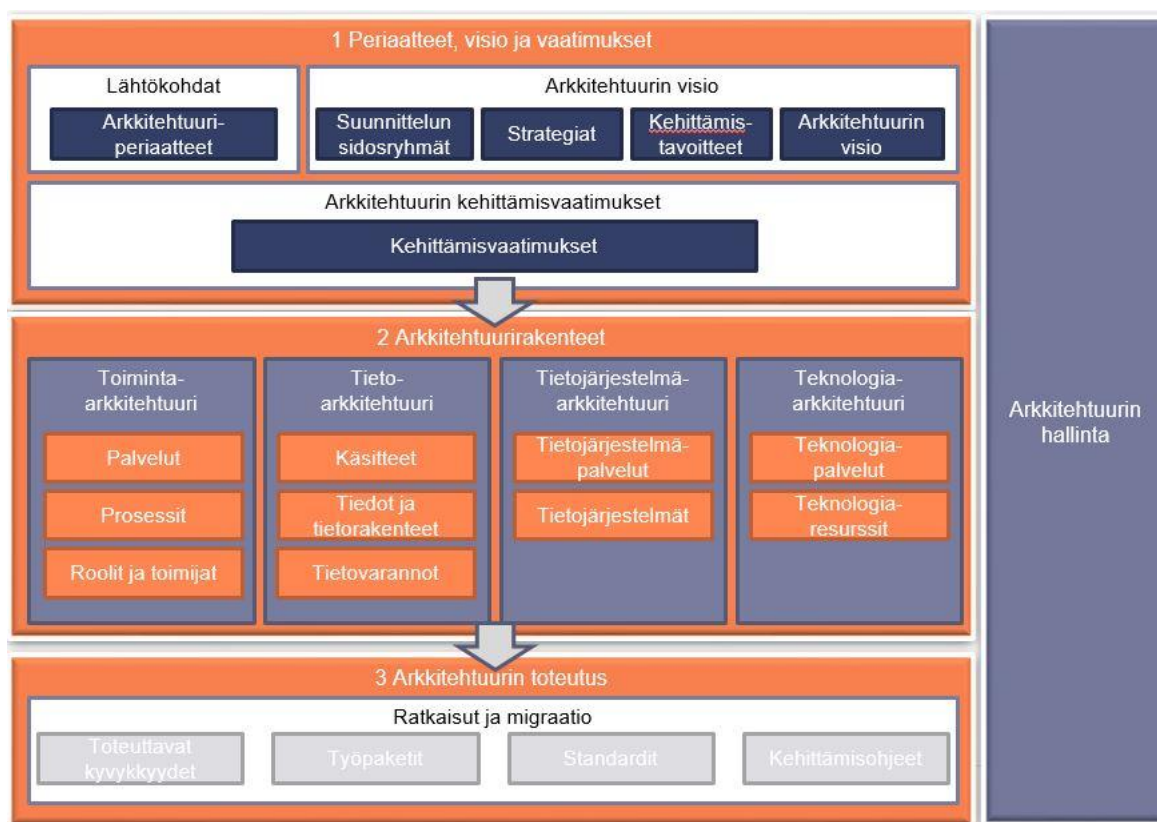 1 Periaatteet, visio ja vaatimukset
Lähtökohdat
Arkkitehtuuri-
periaatteet
Arkkitehtuurin visio
Suunnittelun
sidosryhmät
Strategiat
Kehittämis-
tavoitteet
Arkkitehtuurin
visio
Arkkitehtuurin kehittämisvaatimukset
Kehittämisvaatimukset
2 Arkkitehtuurirakenteet
Toiminta-
arkkitehtuuri
Palvelut
Prosessit
Roolit ja toimijat
Tieto-
arkkitehtuuri
Käsitteet
Tiedot ja
tietorakenteet
Tietovarannot
Tietojärjestelmä-
arkkitehtuuri
Tietojärjestelmä-
palvelut
Tietojärjestelmät
Teknologia-
arkkitehtuuri
Teknologia-
palvelut
Teknologia-
resurssit
3 Arkkitehtuurin toteutus
Ratkaisut ja migraatio
Toteuttavat
kyvykkyydet
Työpaketit
Standardit
Kehittämisohjeet
Arkkitehtuurin
hallinta